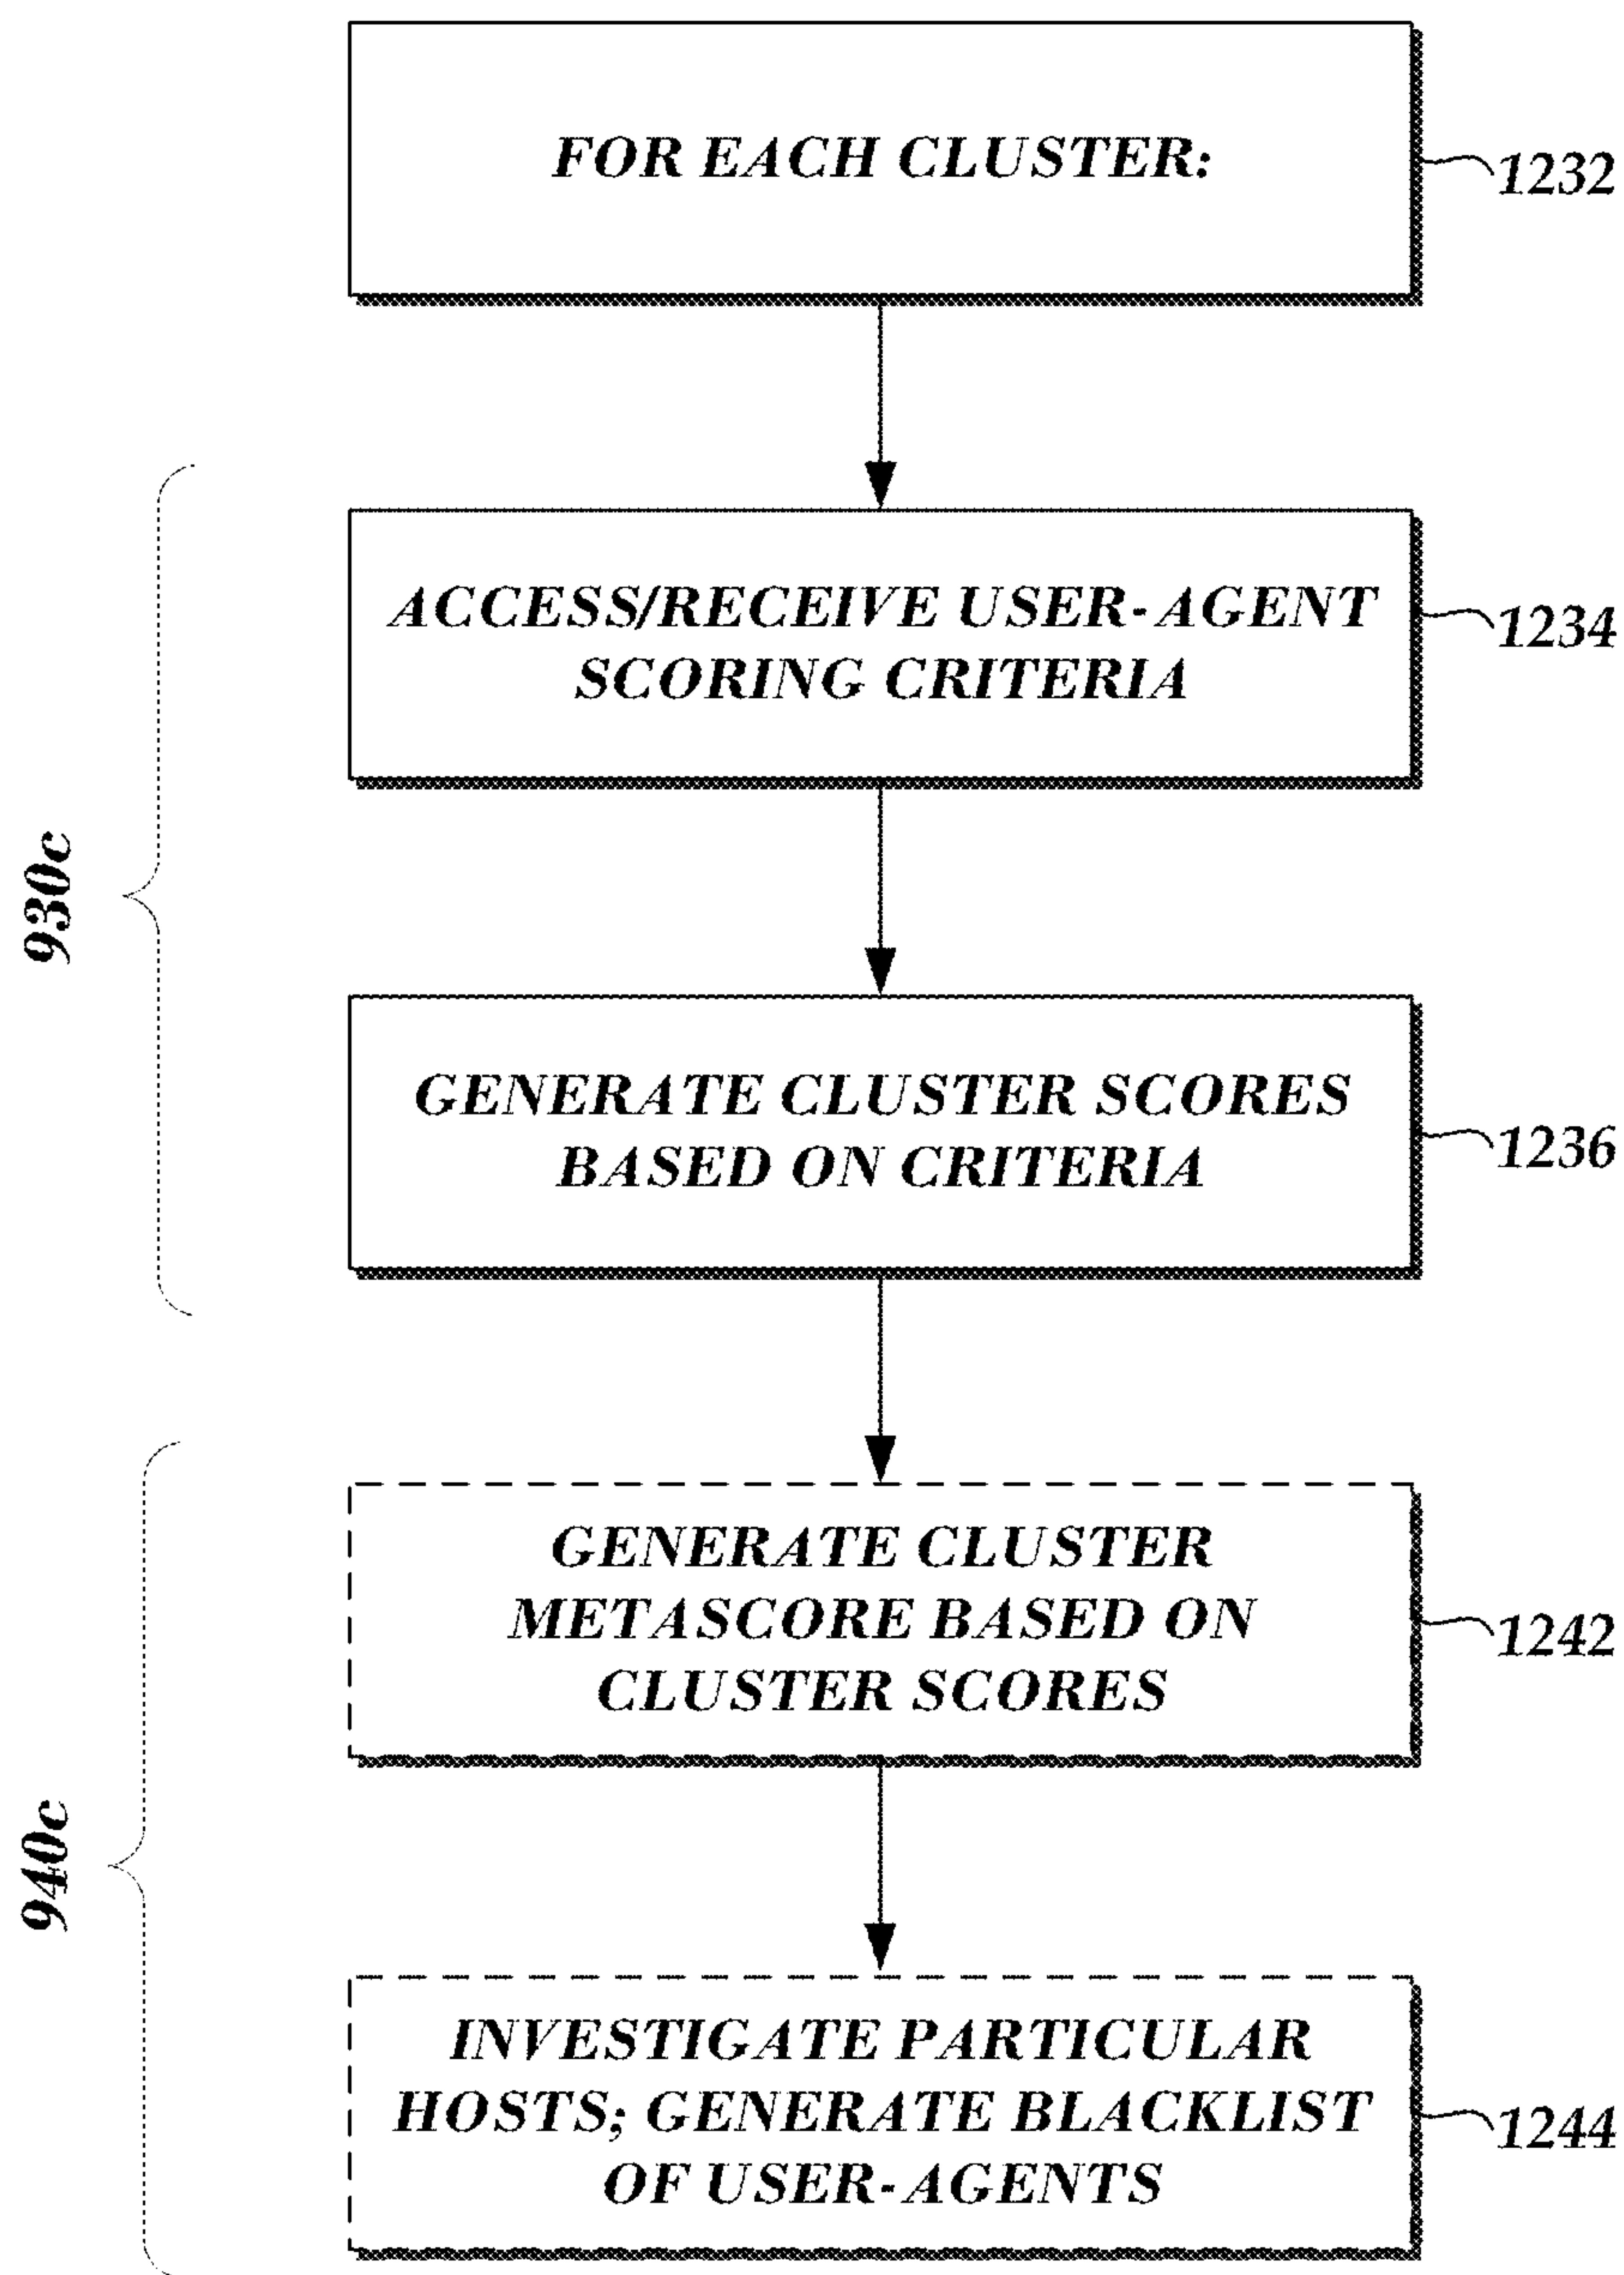 FOR EACH CLUSTER:
1232
930c
ACCESS/RECEIVE USER-AGENT
SCORING CRITERIA
1234
GENERATE CLUSTER SCORES
BASED ON CRITERIA
1236
940c
GENERATE CLUSTER
METASCORE BASED ON
CLUSTER SCORES
1242
INVESTIGATE PARTICULAR
HOSTS; GENERATE BLACKLIST
OF USER-AGENTS
1244